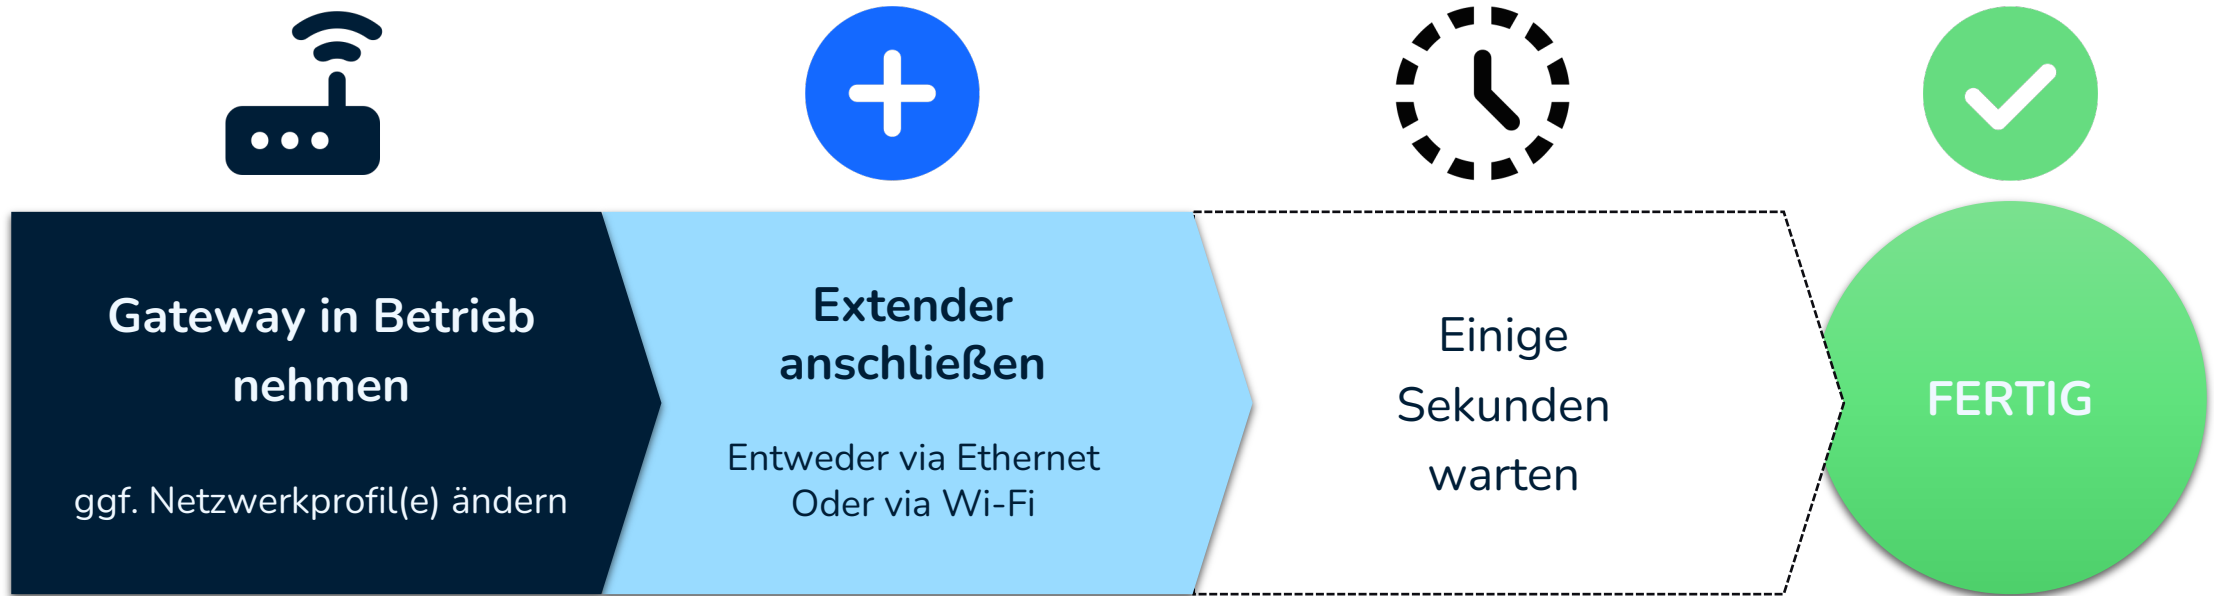 Gateway in Betrieb
nehmen
ggf. Netzwerkprofil(e) ändern
Extender
anschließen
Entweder via Ethernet
Oder via Wi-Fi
Einige
Sekunden
warten
FERTIG